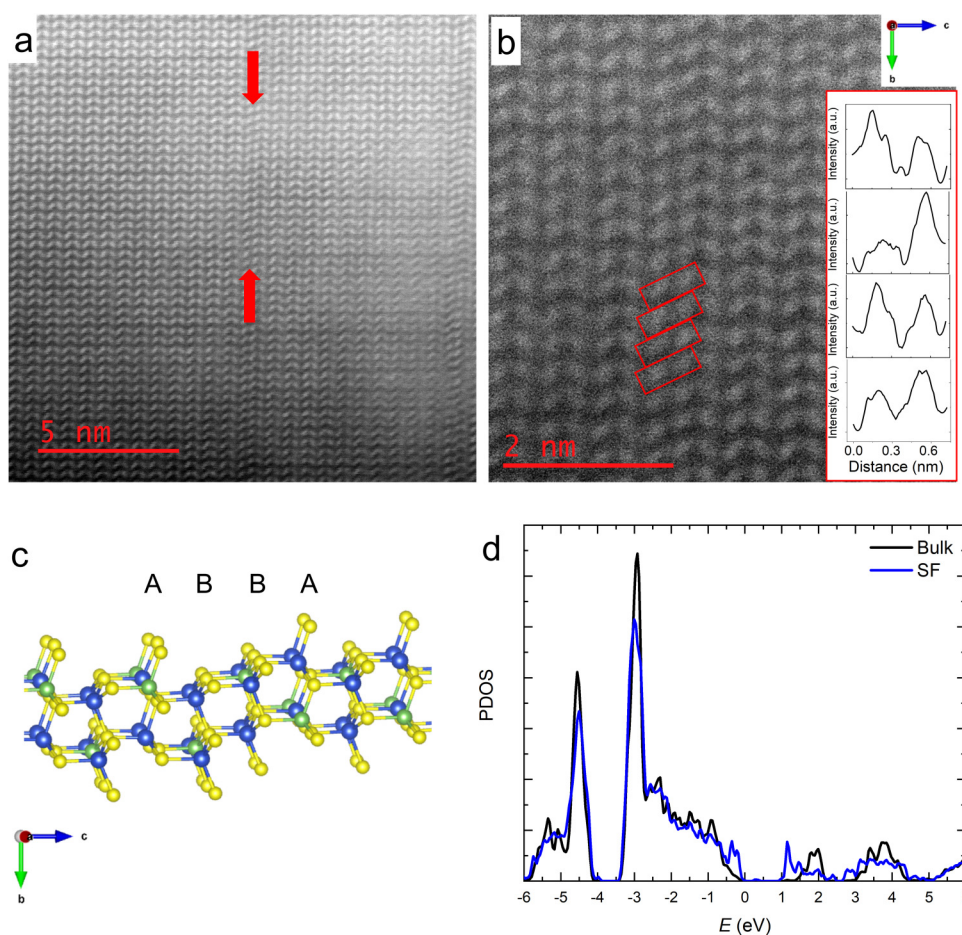 a
5 nm
b
a c
b
2 nm
Intensity (a.u.)
Intensity (a.u.)
Intensity (a.u.)
Intensity (a.u.)
0.0 0.3 0.6
Distance (nm)
c
A B B A
a c
b
d
Bulk
SF
PDOS
-6 -5 -4 -3 -2 -1 0 1 2 3 4 5 6
E (eV)